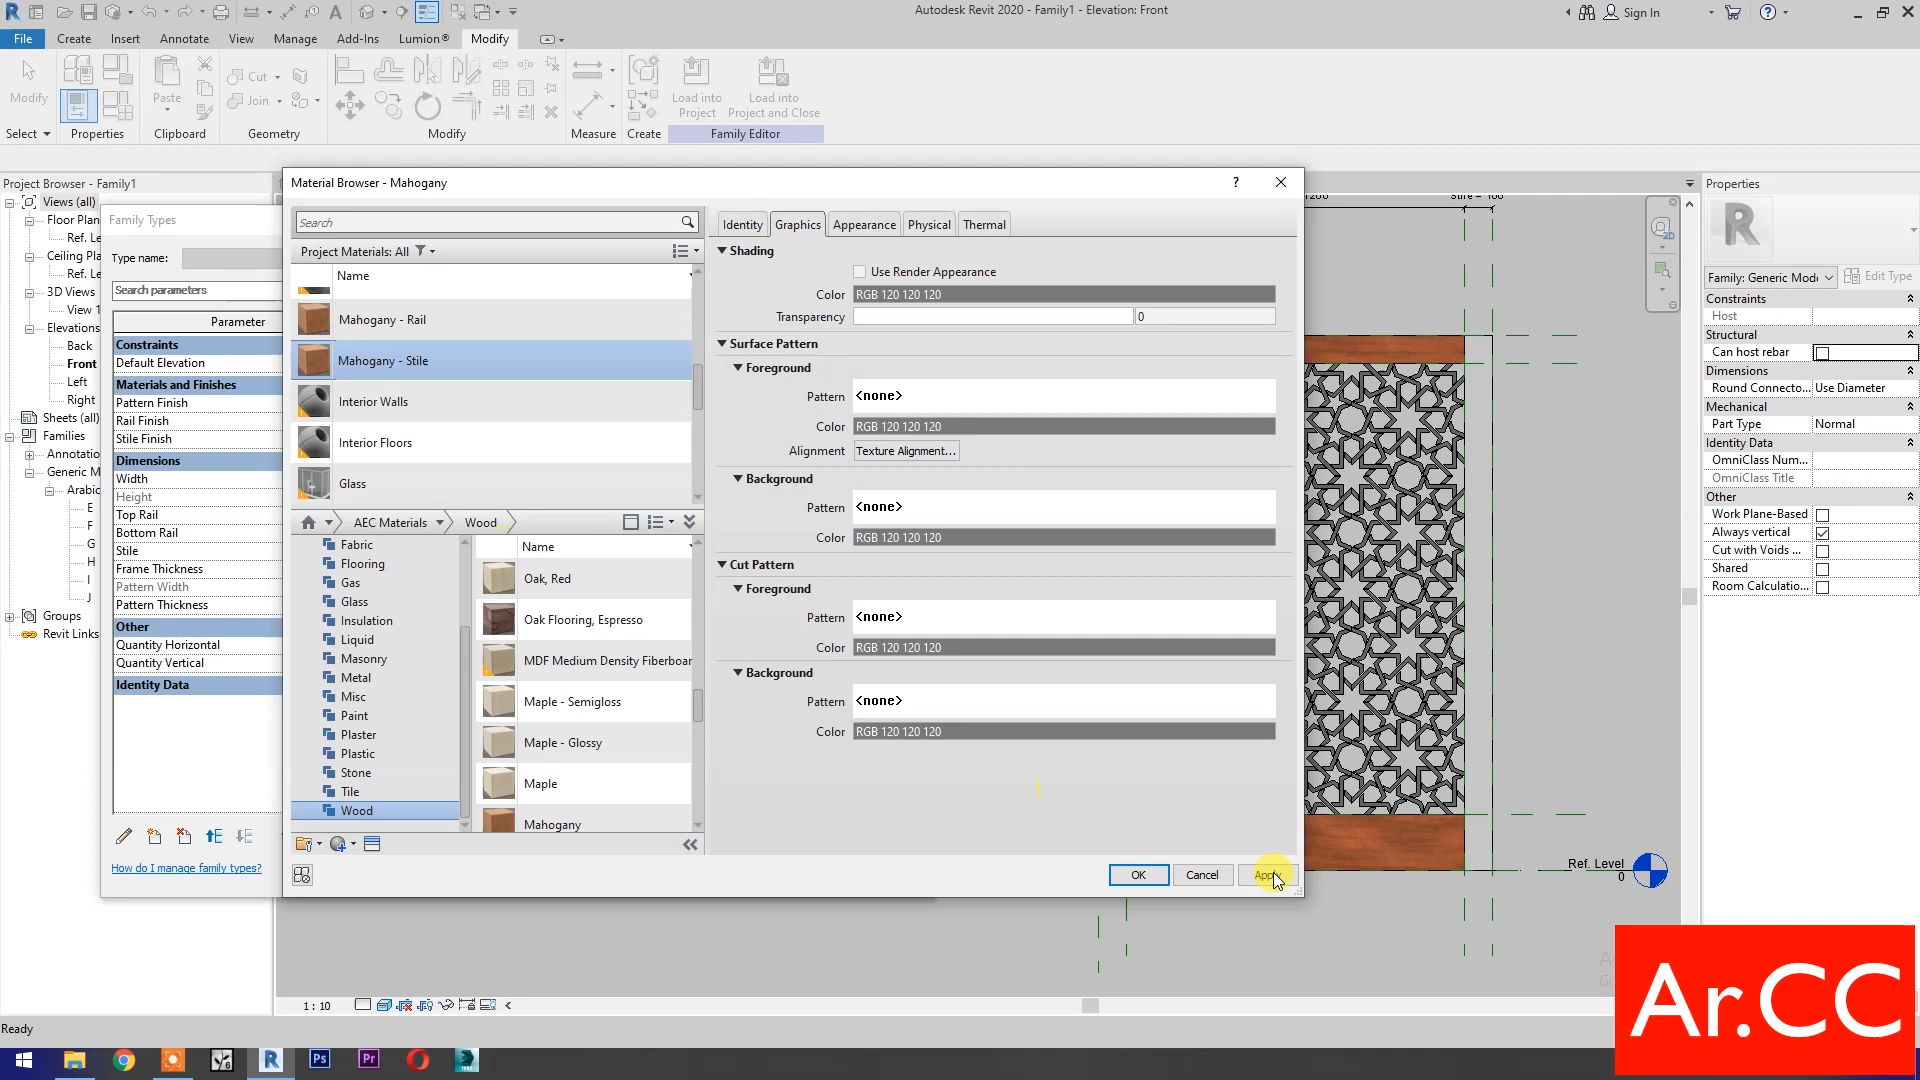 Autodesk Revit 2020 - Family1 - Elevation: Front
Sign In
File
Create
Insert
Annotate
View
Manage
Add-Ins
Lumion®
Modify
Modify
Paste
Cut
Join
Load into
Project
Load into
Project and Close
Select
Properties
Clipboard
Geometry
Modify
Measure
Create
Family Editor
Project Browser - Family1
Views (all)
Floor Plan
Ref. Le
Ceiling Pla
Ref. Le
3D Views
View 1
Elevations
Back
Front
Left
Right
Sheets (all)
Families
Annotatio
Generic M
Arabic
E
F
G
H
I
J
Groups
Revit Links
Family Types
Type name:
Search parameters
Parameter
Constraints
Default Elevation
Materials and Finishes
Pattern Finish
Rail Finish
Stile Finish
Dimensions
Width
Height
Top Rail
Bottom Rail
Stile
Frame Thickness
Pattern Width
Pattern Thickness
Other
Quantity Horizontal
Quantity Vertical
Identity Data
How do I manage family types?
Material Browser - Mahogany
?
Search
Project Materials: All
Name
Mahogany - Rail
Mahogany - Stile
Interior Walls
Interior Floors
Glass
AEC Materials
Wood
Fabric
Flooring
Gas
Glass
Insulation
Liquid
Masonry
Metal
Misc
Paint
Plaster
Plastic
Stone
Tile
Wood
Name
Oak, Red
Oak Flooring, Espresso
MDF Medium Density Fiberboar
Maple - Semigloss
Maple - Glossy
Maple
Mahogany
Identity
Graphics
Appearance
Physical
Thermal
Shading
Use Render Appearance
Color RGB 120 120 120
Transparency 0
Surface Pattern
Foreground
Pattern <none>
Color RGB 120 120 120
Alignment Texture Alignment...
Background
Pattern <none>
Color RGB 120 120 120
Cut Pattern
Foreground
Pattern <none>
Color RGB 120 120 120
Background
Pattern <none>
Color RGB 120 120 120
OK
Cancel
Apply
Ref. Level
0
Properties
Family: Generic Mode
Edit Type
Constraints
Host
Structural
Can host rebar
Dimensions
Round Connecto... Use Diameter
Mechanical
Part Type Normal
Identity Data
OmniClass Num...
OmniClass Title
Other
Work Plane-Based
Always vertical
Cut with Voids ...
Shared
Room Calculatio...
1 : 10
Ready
Ps
Pr
Ar.CC